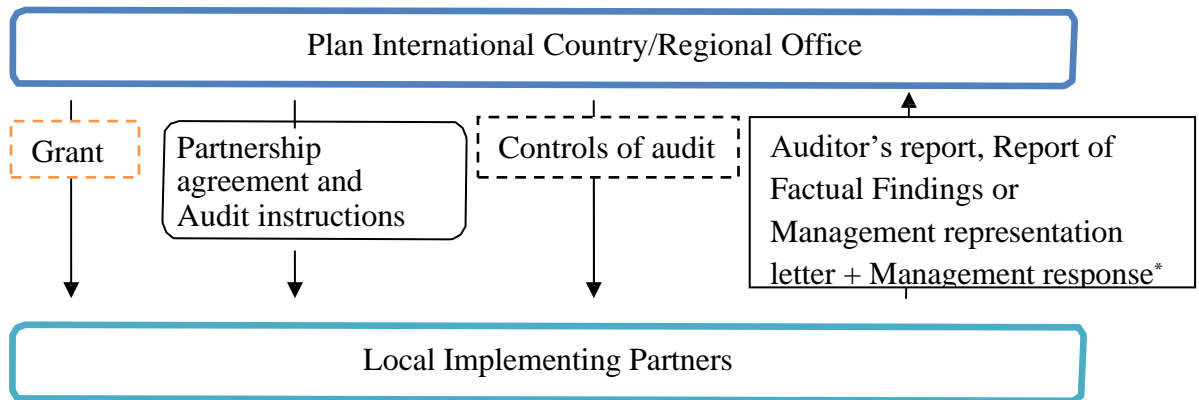 Plan International Country/Regional Office
Grant
Partnership
agreement and
Audit instructions
Controls of audit
Auditor’s report, Report of
Factual Findings or
Management representation
letter + Management response*
Local Implementing Partners